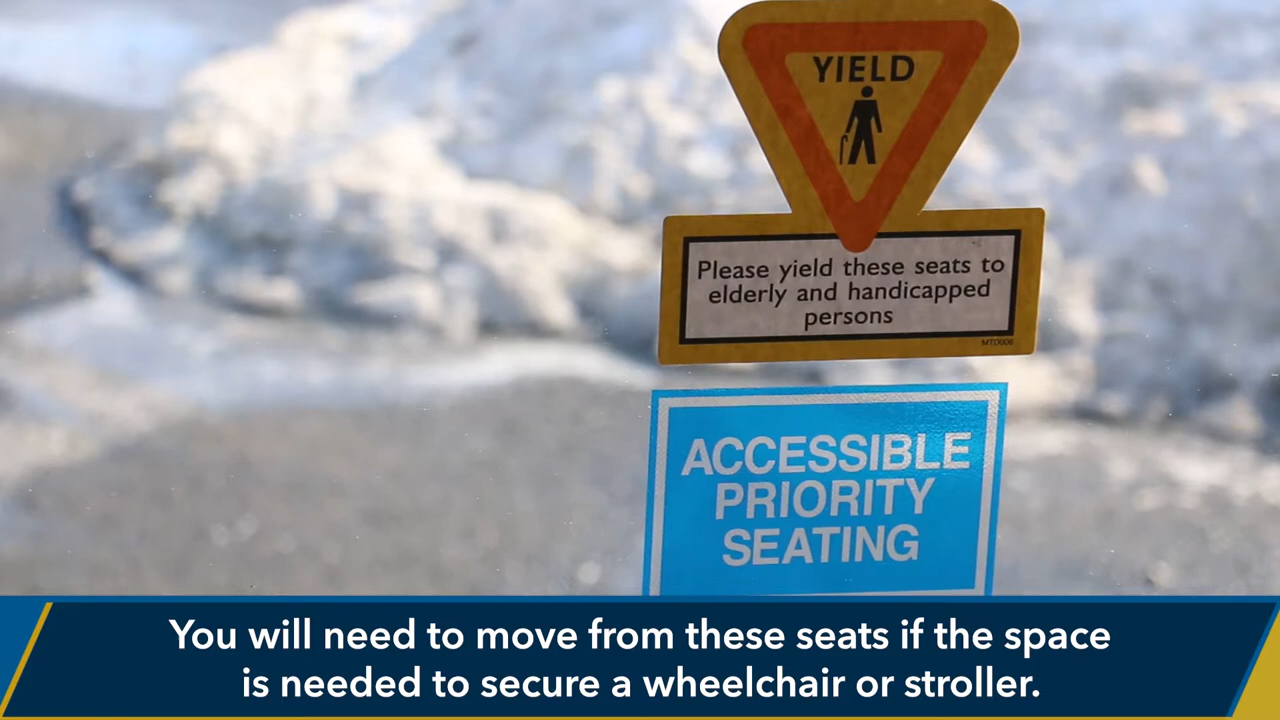 YIELD
Please yield these seats to
elderly and handicapped
persons
MTD006
ACCESSIBLE
PRIORITY
SEATING
You will need to move from these seats if the space
is needed to secure a wheelchair or stroller.